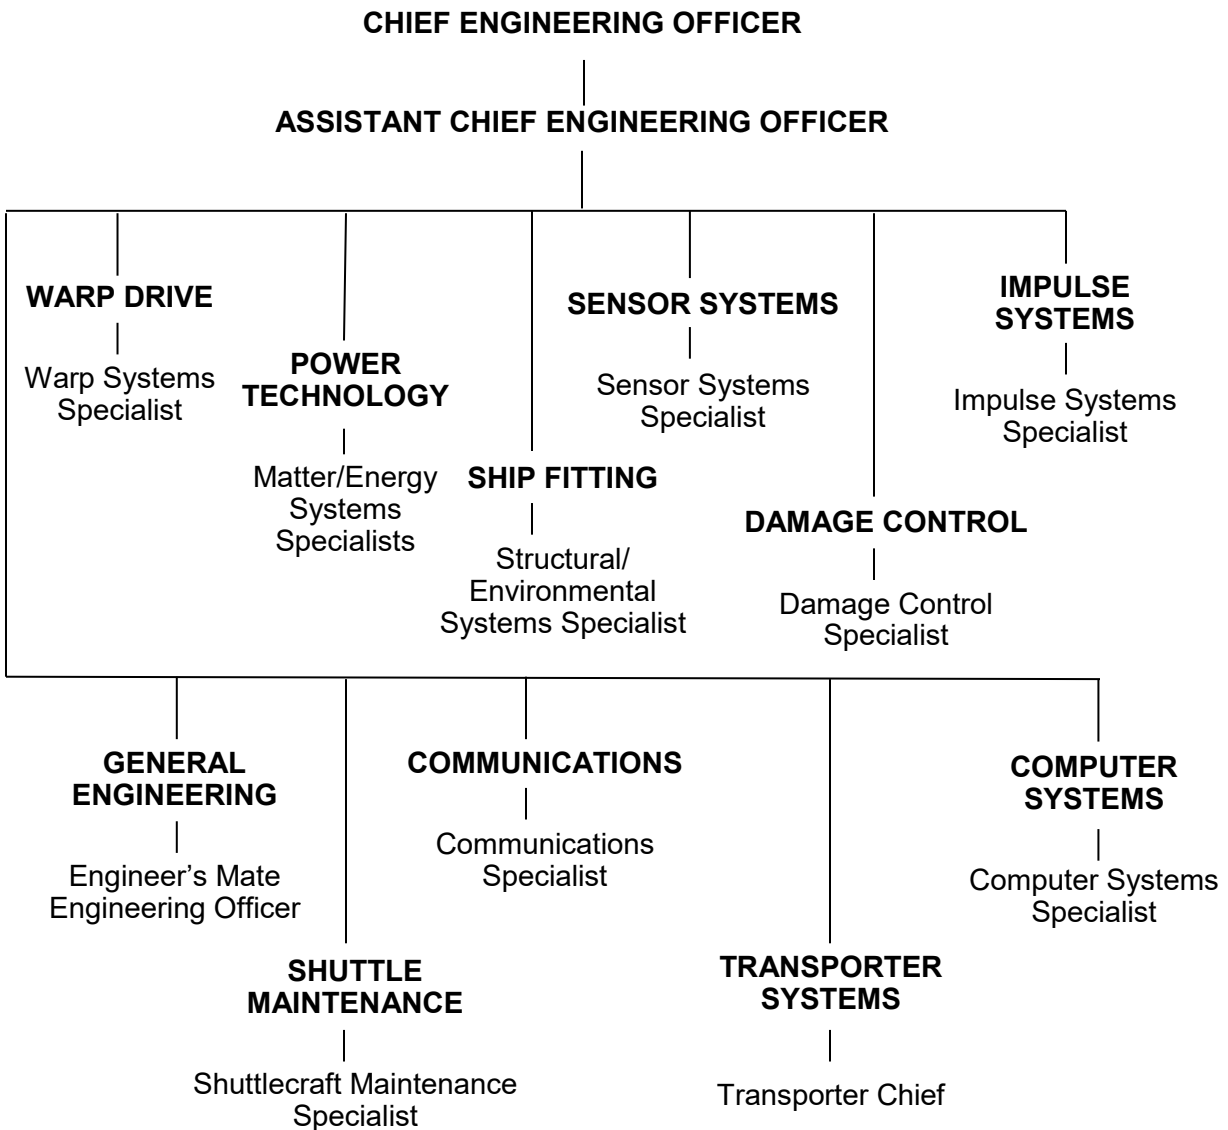 CHIEF ENGINEERING OFFICER
ASSISTANT CHIEF ENGINEERING OFFICER
WARP DRIVE
Warp Systems
Specialist
POWER
TECHNOLOGY
Matter/Energy
Systems
Specialists
SHIP FITTING
Structural/
Environmental
Systems Specialist
SENSOR SYSTEMS
Sensor Systems
Specialist
DAMAGE CONTROL
Damage Control
Specialist
IMPULSE
SYSTEMS
Impulse Systems
Specialist
GENERAL
ENGINEERING
Engineer’s Mate
Engineering Officer
SHUTTLE
MAINTENANCE
Shuttlecraft Maintenance
Specialist
COMMUNICATIONS
Communications
Specialist
TRANSPORTER
SYSTEMS
Transporter Chief
COMPUTER
SYSTEMS
Computer Systems
Specialist